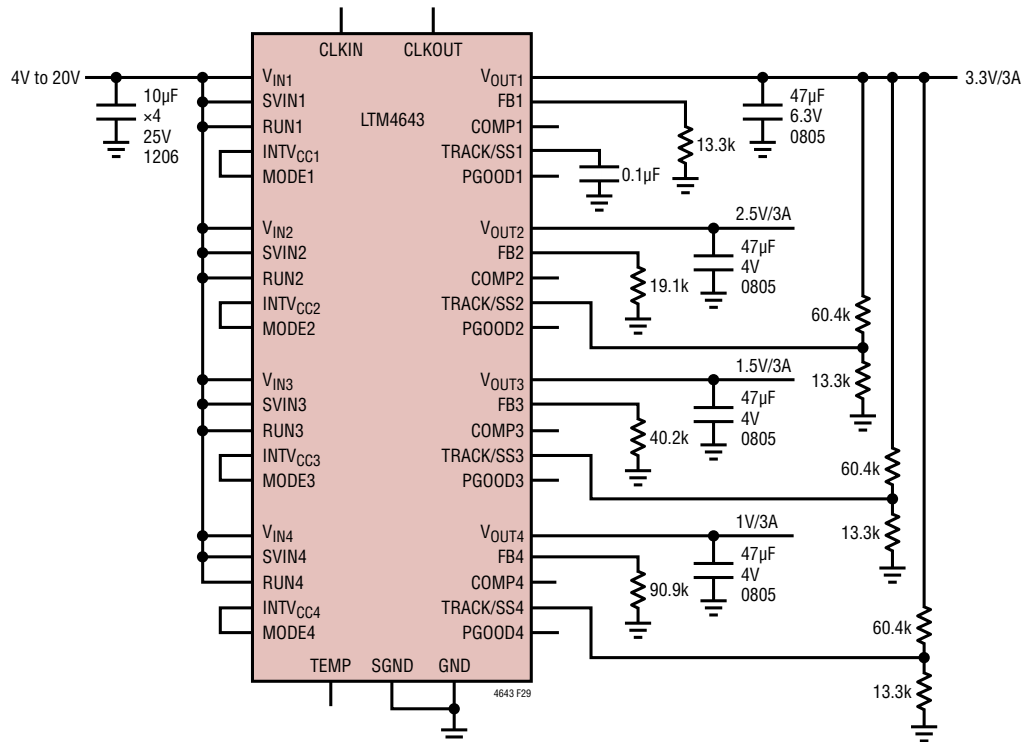 CLKIN
CLKOUT
4V to 20V
10µF
×4
25V
1206
VIN1
SVIN1
RUN1
INTVCC1
MODE1
LTM4643
VOUT1
FB1
COMP1
TRACK/SS1
PGOOD1
3.3V/3A
47µF
6.3V
0805
13.3k
0.1µF
VIN2
SVIN2
RUN2
INTVCC2
MODE2
VOUT2
FB2
COMP2
TRACK/SS2
PGOOD2
2.5V/3A
47µF
4V
0805
19.1k
60.4k
13.3k
VIN3
SVIN3
RUN3
INTVCC3
MODE3
VOUT3
FB3
COMP3
TRACK/SS3
PGOOD3
1.5V/3A
47µF
4V
0805
40.2k
60.4k
13.3k
VIN4
SVIN4
RUN4
INTVCC4
MODE4
VOUT4
FB4
COMP4
TRACK/SS4
PGOOD4
1V/3A
47µF
4V
0805
90.9k
60.4k
13.3k
TEMP
SGND
GND
4643 F29